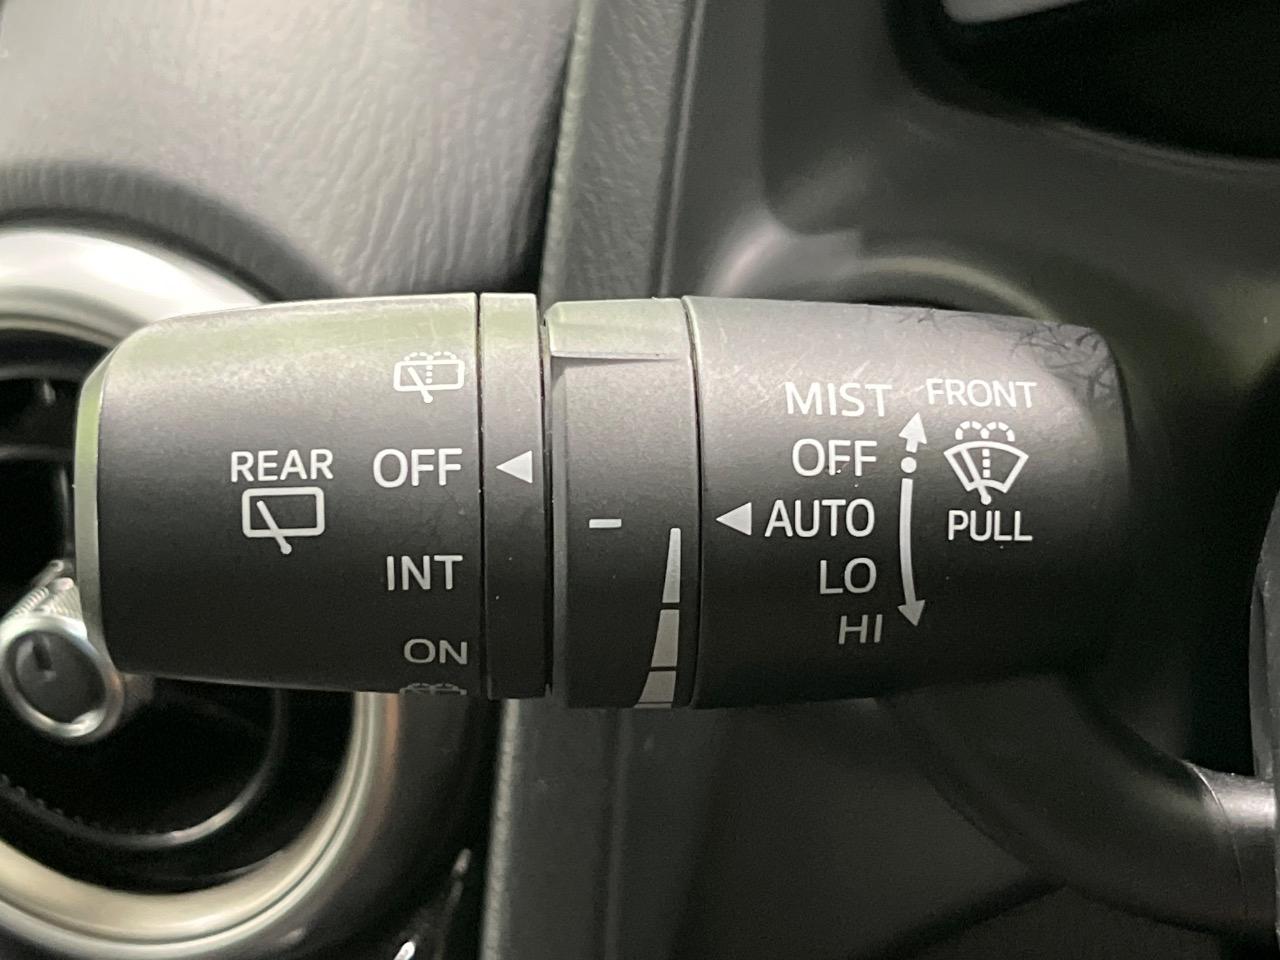 REAR
OFF
INT
ON
MIST
OFF
AUTO
LO
HI
FRONT
PULL